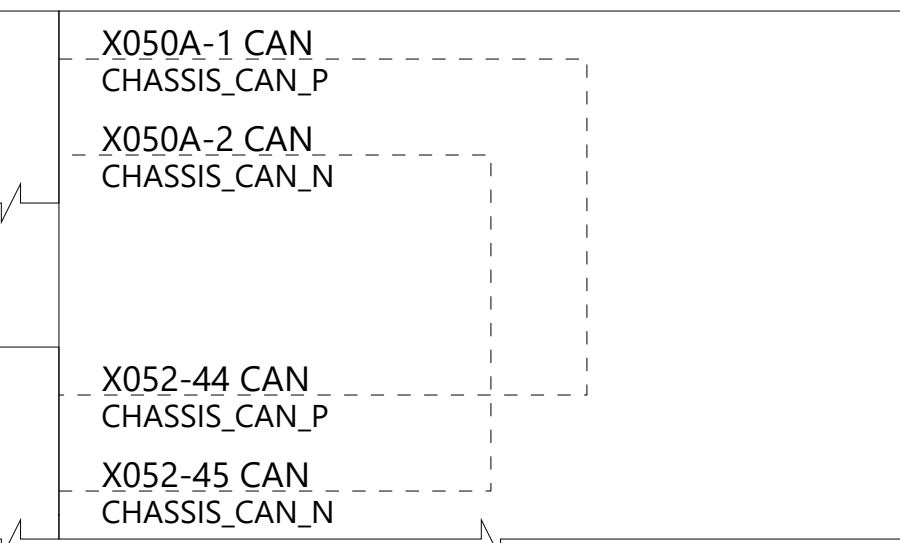 X050A-1 CAN
CHASSIS_CAN_P
X050A-2 CAN
CHASSIS_CAN_N
X052-44 CAN
CHASSIS_CAN_P
X052-45 CAN
CHASSIS_CAN_N